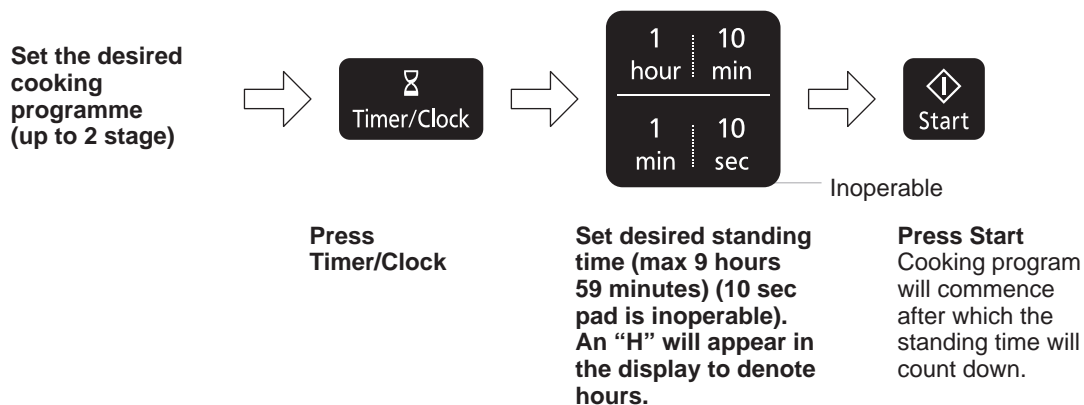 Set the desired
cooking
programme
(up to 2 stage)
Timer/Clock
1 10
hour min
1 10
min sec
Start
Inoperable
Press
Timer/Clock
Set desired standing
time (max 9 hours
59 minutes) (10 sec
pad is inoperable).
An “H” will appear in
the display to denote
hours.
Press Start
Cooking program
will commence
after which the
standing time will
count down.